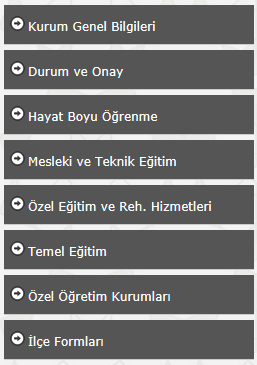 Kurum Genel Bilgileri
Durum ve Onay
Hayat Boyu Öğrenme
Mesleki ve Teknik Eğitim
Özel Eğitim ve Reh. Hizmetleri
Temel Eğitim
Özel Öğretim Kurumları
İlçe Formları